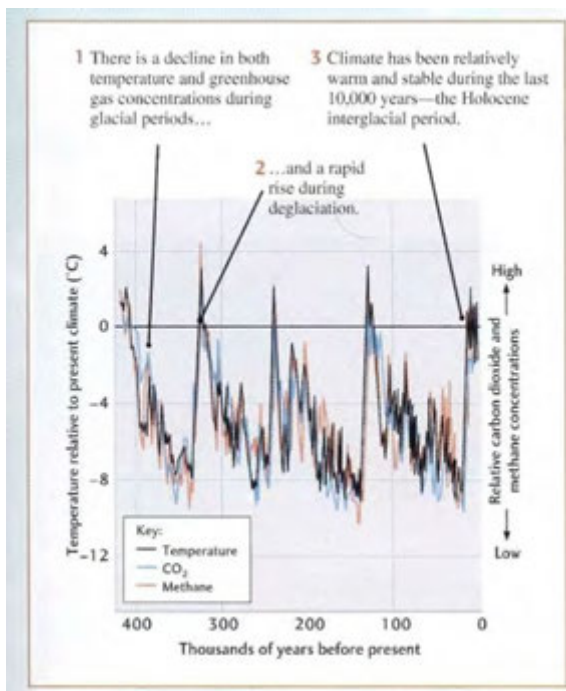 1 There is a decline in both
temperature and greenhouse
gas concentrations during
glacial periods…
3 Climate has been relatively
warm and stable during the last
10,000 years—the Holocene
interglacial period.
2 …and a rapid
rise during
deglaciation.
Temperature relative to present climate (°C)
4
0
−4
−8
−12
High
Relative carbon dioxide and
methane concentrations
Low
Key:
Temperature
CO₂
Methane
400 300 200 100 0
Thousands of years before present